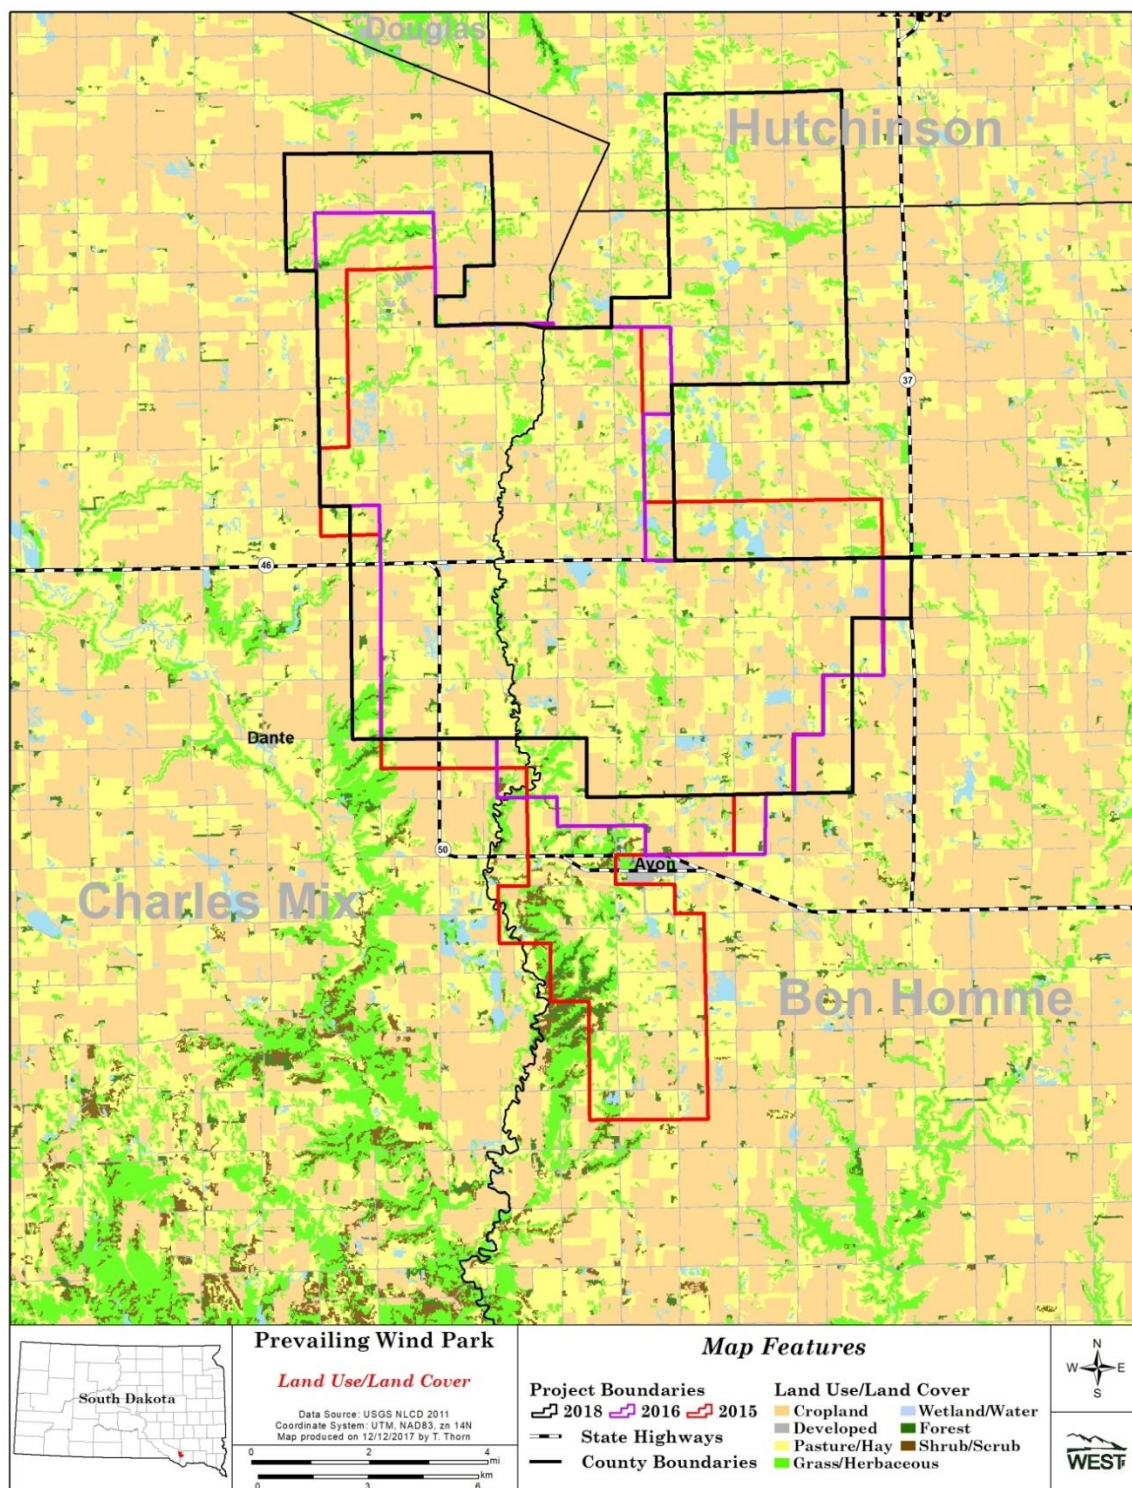 Tripp
Douglas
Hutchinson
37
46
Dante
50
Avon
Charles Mix
Bon Homme
South Dakota
Prevailing Wind Park
Land Use/Land Cover
Data Source: USGS NLCD 2011
Coordinate System: UTM, NAD83, zn 14N
Map produced on 12/12/2017 by T. Thorn
0 2 4
mi
km
0 3 6
Map Features
Project Boundaries
2018 2016 2015
State Highways
County Boundaries
Land Use/Land Cover
Cropland
Developed
Pasture/Hay
Grass/Herbaceous
Wetland/Water
Forest
Shrub/Scrub
N
W E
S
WEST